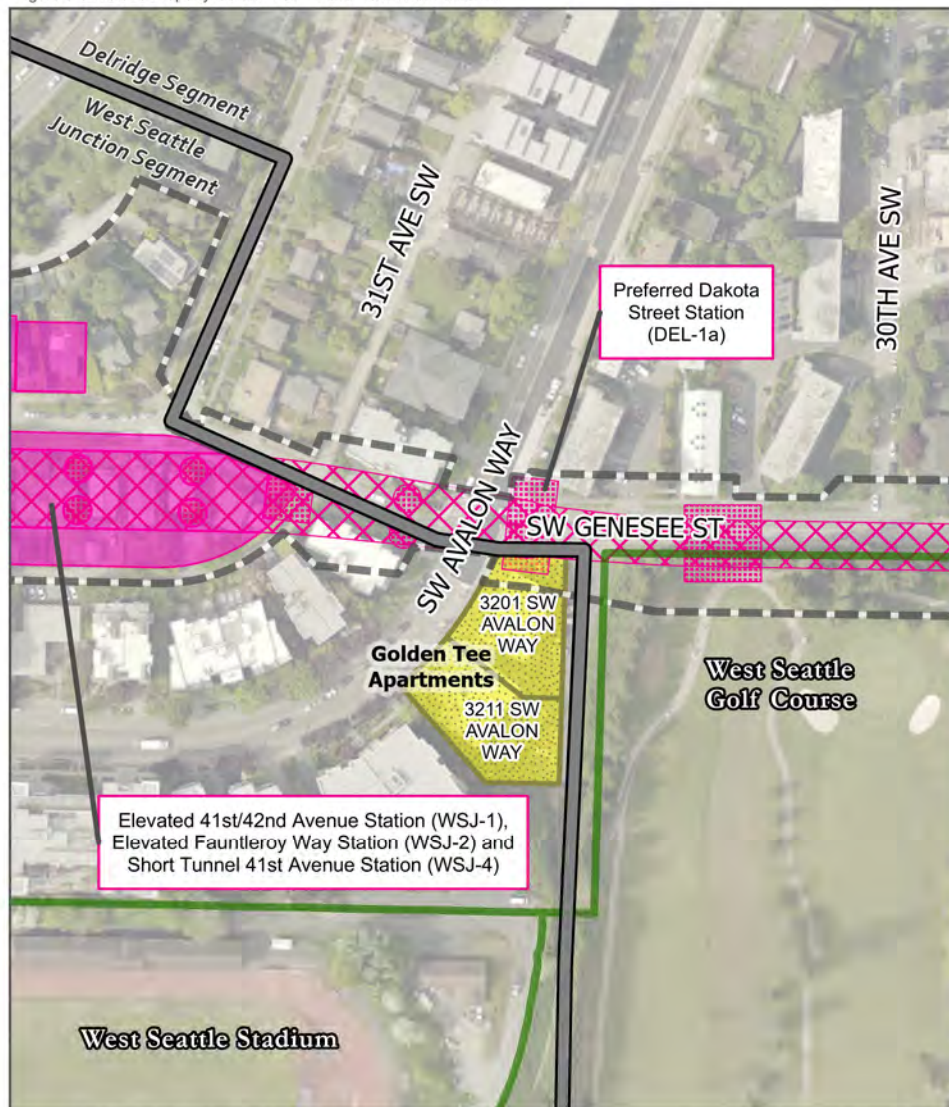 Delridge Segment
West Seattle
Junction Segment
31ST AVE SW
30TH AVE SW
Preferred Dakota
Street Station
(DEL-1a)
SW AVALON WAY
SW GENESEE ST
3201 SW
AVALON
WAY
Golden Tee
Apartments
3211 SW
AVALON
WAY
West Seattle
Golf Course
Elevated 41st/42nd Avenue Station (WSJ-1),
Elevated Fauntleroy Way Station (WSJ-2) and
Short Tunnel 41st Avenue Station (WSJ-4)
West Seattle Stadium